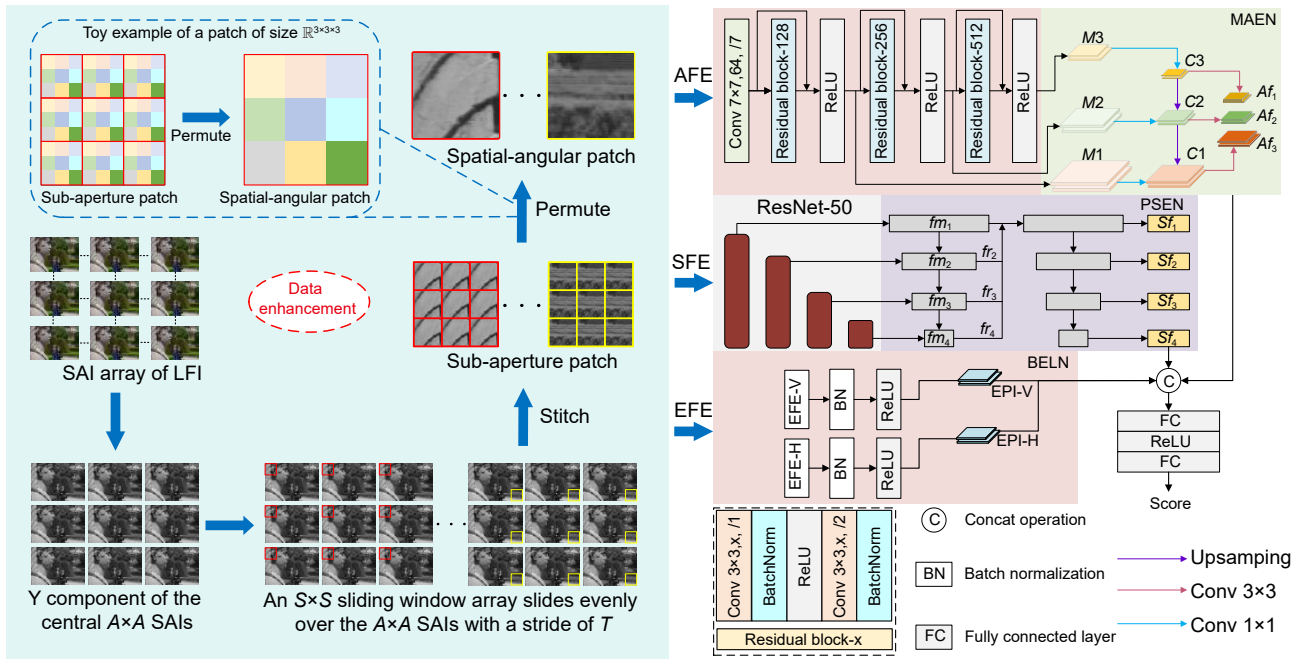 Toy example of a patch of size ℝ^{3×3×3}
Permute
Sub-aperture patch
Spatial-angular patch
Spatial-angular patch
Permute
SAI array of LFI
Data
enhancement
Sub-aperture patch
Stitch
Y component of the
central A×A SAIs
An S×S sliding window array slides evenly
over the A×A SAIs with a stride of T
AFE
Conv 7×7, 64, /7
Residual block-128
ReLU
Residual block-256
ReLU
Residual block-512
ReLU
MAEN
M3
C3
Af₁
M2
C2
Af₂
M1
C1
Af₃
SFE
ResNet-50
PSEN
fm₁
Sf₁
fm₂
fr₂
Sf₂
fm₃
fr₃
Sf₃
fm₄
fr₄
Sf₄
EFE
BELN
EFE-V
BN
ReLU
EPI-V
EFE-H
BN
ReLU
EPI-H
C
FC
ReLU
FC
Score
Conv 3×3, x, /1
BatchNorm
ReLU
Conv 3×3, x, /2
BatchNorm
Residual block-x
C Concat operation
BN Batch normalization
FC Fully connected layer
Upsamping
Conv 3×3
Conv 1×1